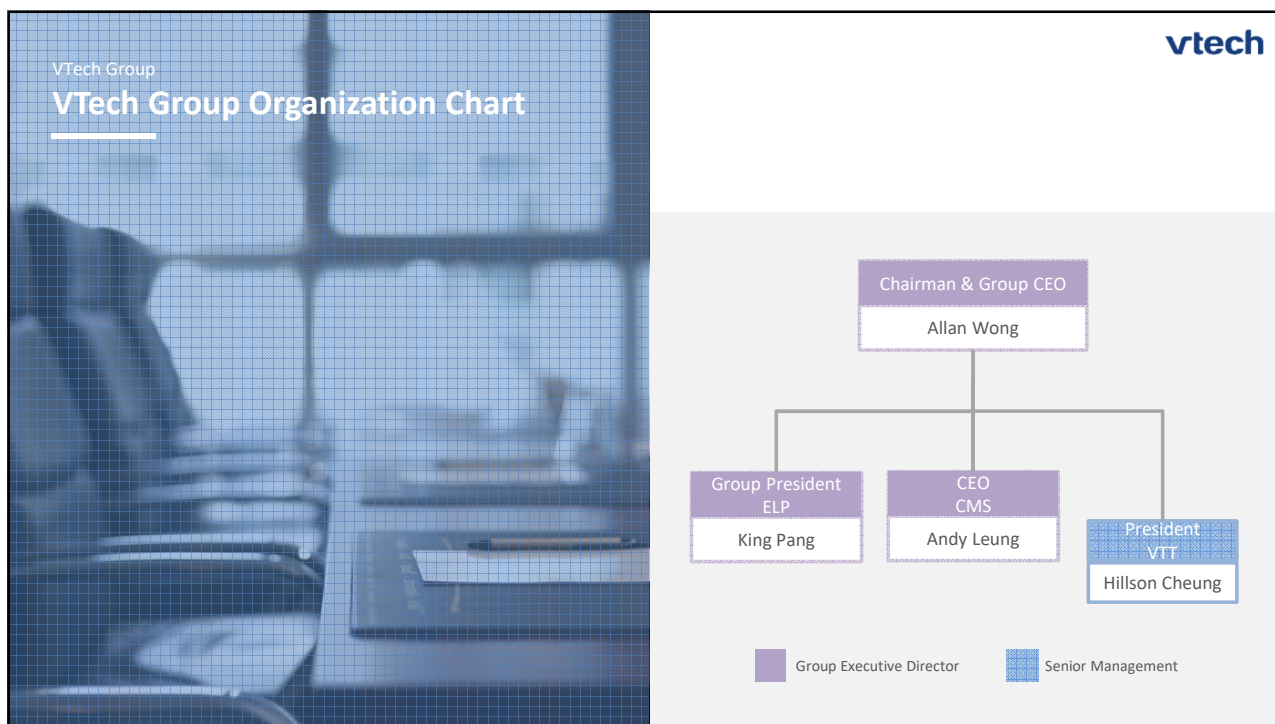 VTech Group
VTech Group Organization Chart
vtech
Chairman & Group CEO
Allan Wong
Group President
ELP
King Pang
CEO
CMS
Andy Leung
President
VTT
Hillson Cheung
Group Executive Director
Senior Management